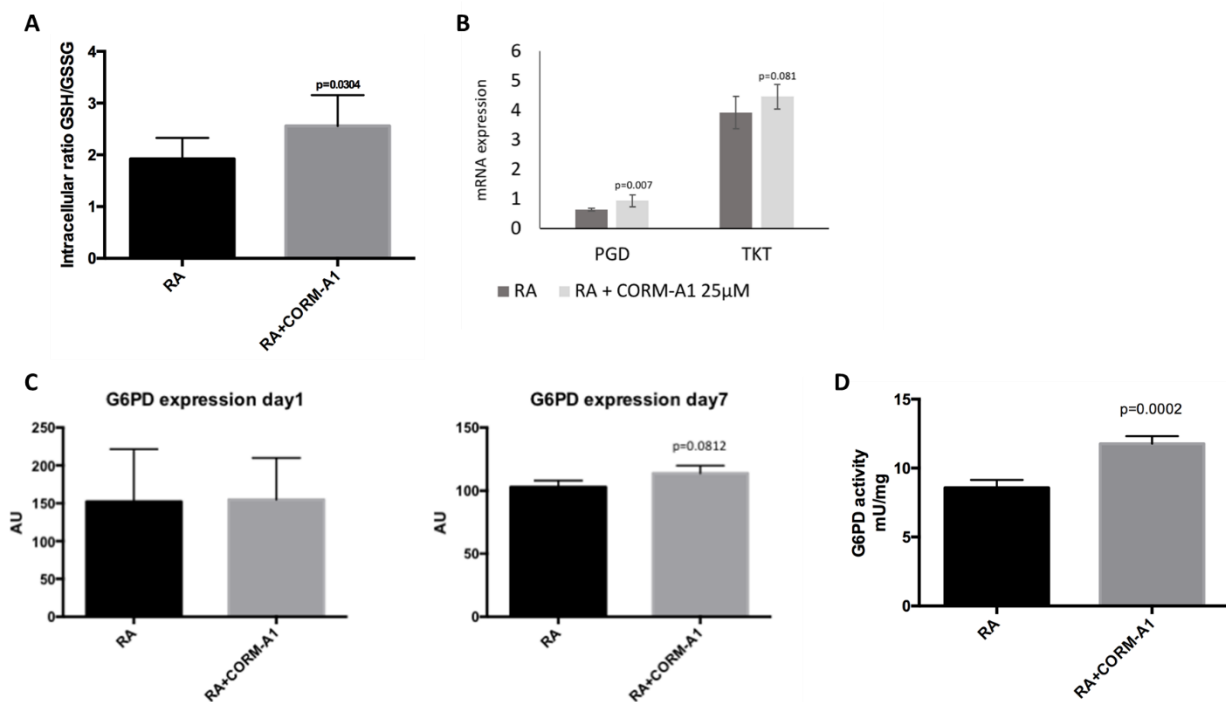 A
Intracellular ratio GSH/GSSG
4
3
2
1
0
p=0.0304
RA
RA+CORM-A1
B
mRNA expression
6
5
4
3
2
1
0
p=0.007
p=0.081
PGD
TKT
RA
RA + CORM-A1 25µM
C
G6PD expression day1
AU
250
200
150
100
50
0
RA
RA+CORM-A1
G6PD expression day7
AU
150
100
50
0
p=0.0812
RA
RA+CORM-A1
D
G6PD activity
mU/mg
15
10
5
0
p=0.0002
RA
RA+CORM-A1